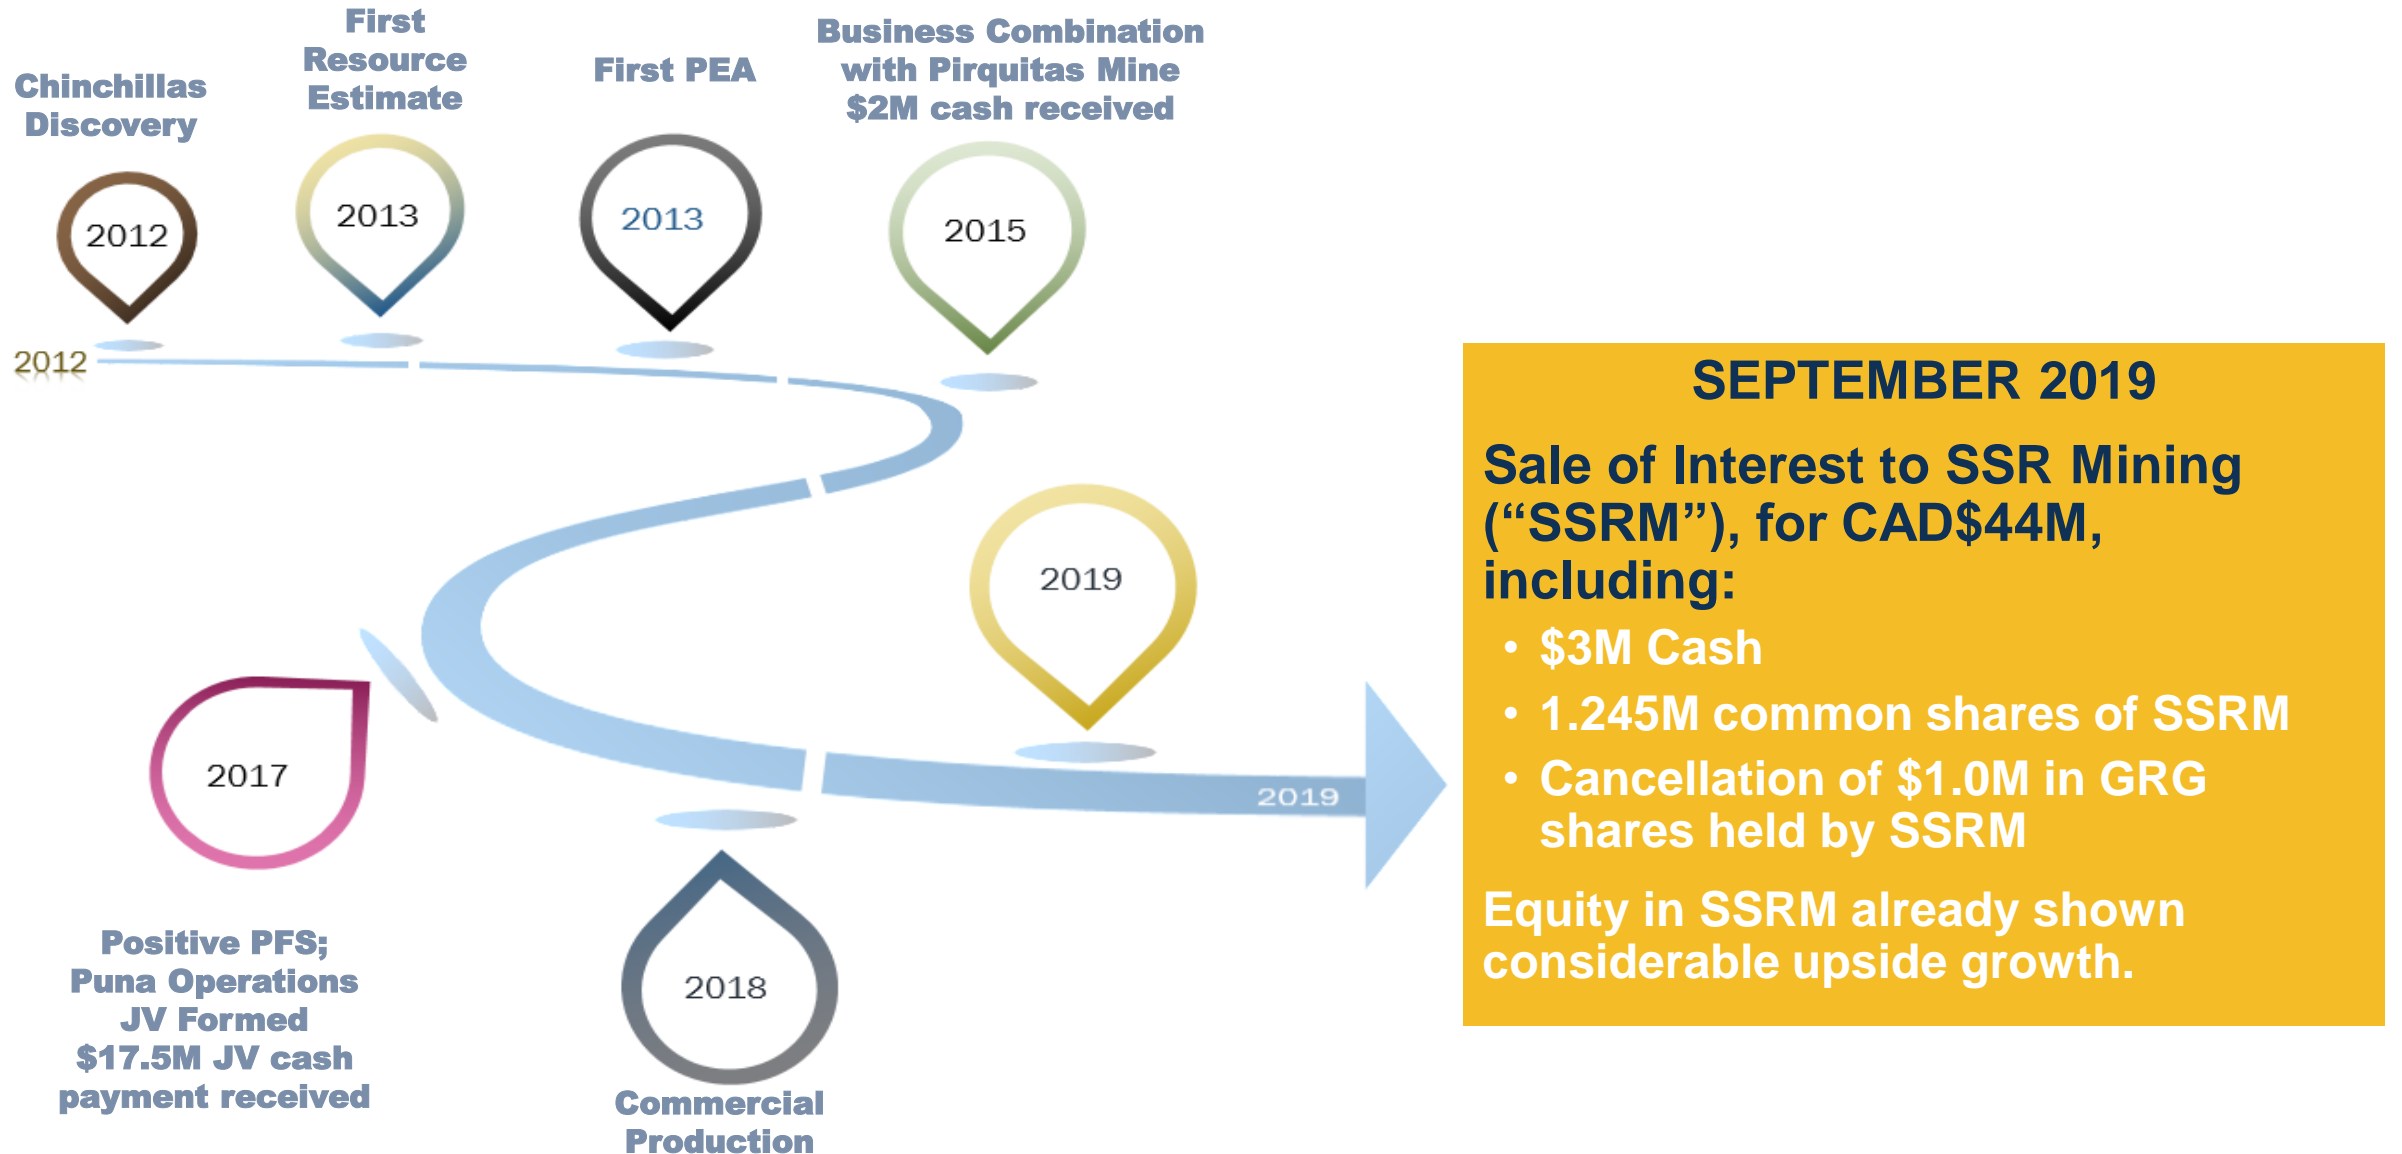 Chinchillas
Discovery
2012
First
Resource
Estimate
2013
First PEA
2013
Business Combination
with Pirquitas Mine
$2M cash received
2015
2012
2017
Positive PFS;
Puna Operations
JV Formed
$17.5M JV cash
payment received
2018
Commercial
Production
2019
2019
SEPTEMBER 2019
Sale of Interest to SSR Mining
(“SSRM”), for CAD$44M,
including:
• $3M Cash
• 1.245M common shares of SSRM
• Cancellation of $1.0M in GRG
shares held by SSRM
Equity in SSRM already shown
considerable upside growth.